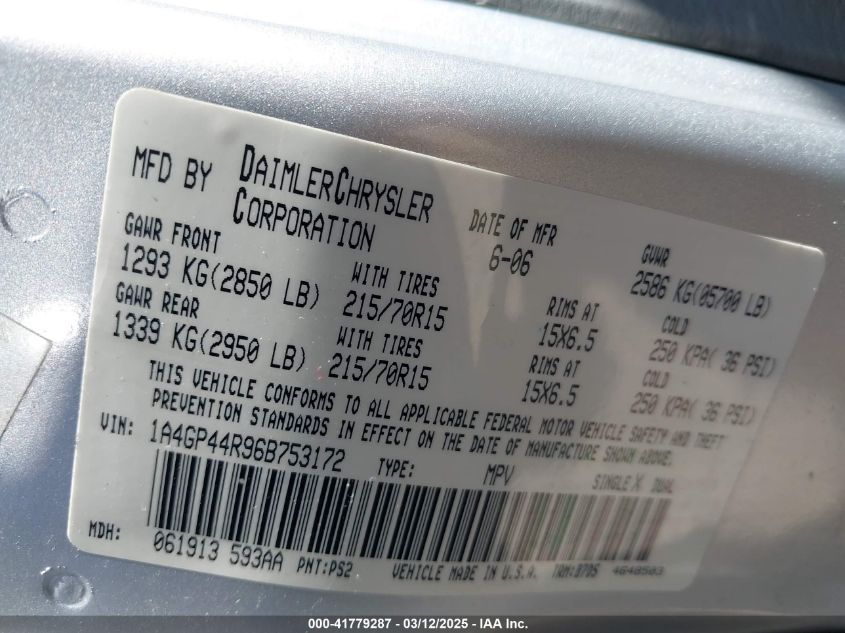 MFD BY DAIMLERCHRYSLER CORPORATION
DATE OF MFR 6-06
GVWR 2586 KG(05700 LB)
GAWR FRONT
1293 KG(2850 LB)
WITH TIRES
215/70R15
RIMS AT
15X6.5
COLD
250 KPA( 36 PSI)
GAWR REAR
1339 KG(2950 LB)
WITH TIRES
215/70R15
RIMS AT
15X6.5
COLD
250 KPA( 36 PSI)
THIS VEHICLE CONFORMS TO ALL APPLICABLE FEDERAL MOTOR VEHICLE SAFETY AND THEFT
PREVENTION STANDARDS IN EFFECT ON THE DATE OF MANUFACTURE SHOWN ABOVE.
VIN: 1A4GP44R96B753172 TYPE: MPV SINGLE X DUAL
MDH: 061913 593AA PNT:PS2 VEHICLE MADE IN U.S.A. TRM:B7D5 4648503
000-41779287 - 03/12/2025 - IAA Inc.